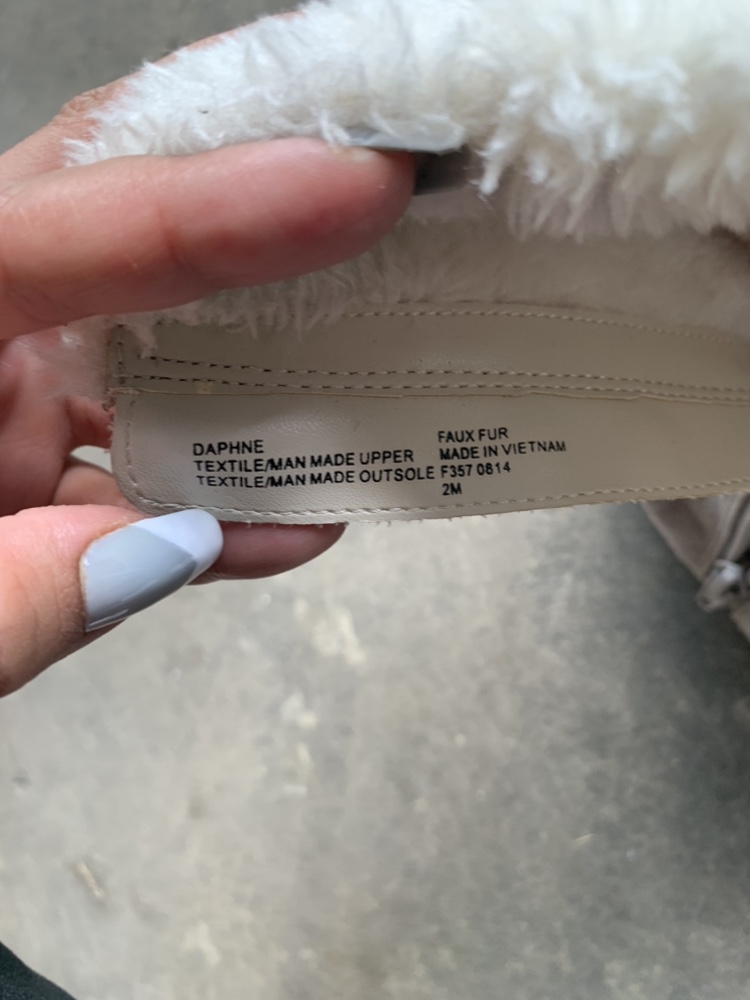 DAPHNE
TEXTILE/MAN MADE UPPER
TEXTILE/MAN MADE OUTSOLE
FAUX FUR
MADE IN VIETNAM
F357 0814
2M